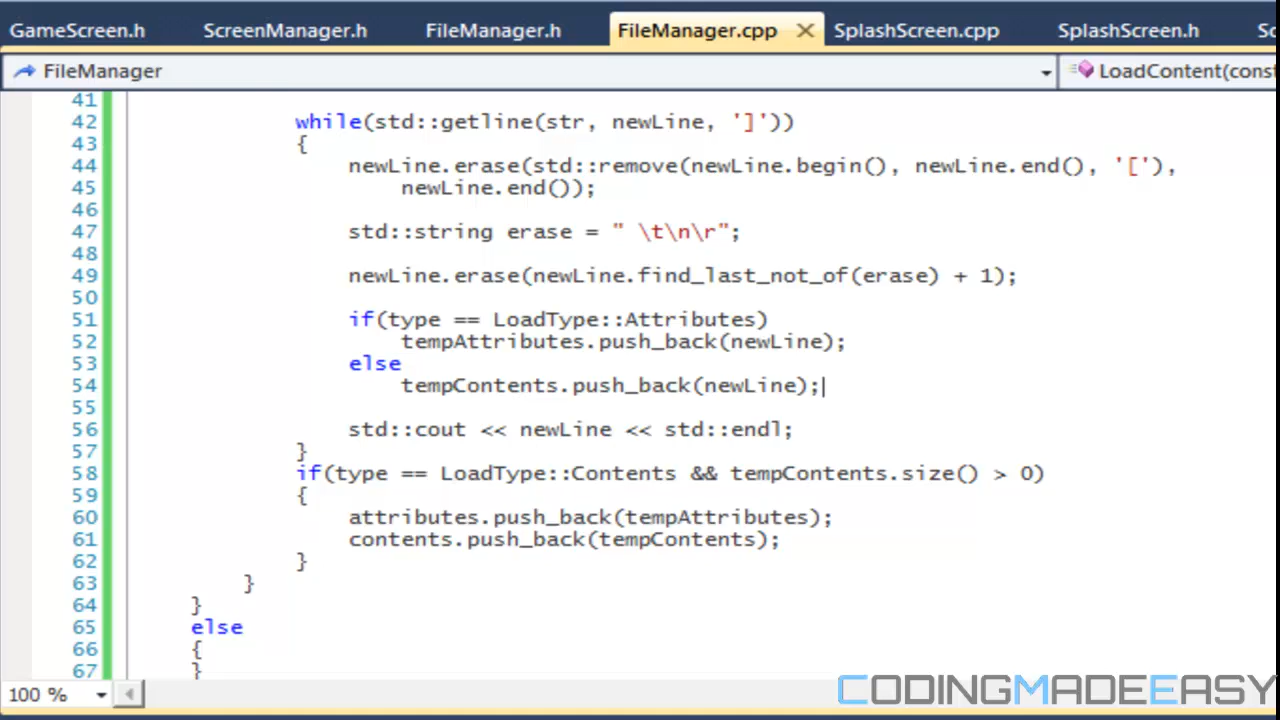 GameScreen.h ScreenManager.h FileManager.h FileManager.cpp SplashScreen.cpp SplashScreen.h
FileManager LoadContent(const
41
42 while(std::getline(str, newLine, ']'))
43 {
44 newLine.erase(std::remove(newLine.begin(), newLine.end(), '['),
45 newLine.end());
46
47 std::string erase = " \t\n\r";
48
49 newLine.erase(newLine.find_last_not_of(erase) + 1);
50
51 if(type == LoadType::Attributes)
52 tempAttributes.push_back(newLine);
53 else
54 tempContents.push_back(newLine);
55
56 std::cout << newLine << std::endl;
57 }
58 if(type == LoadType::Contents && tempContents.size() > 0)
59 {
60 attributes.push_back(tempAttributes);
61 contents.push_back(tempContents);
62 }
63 }
64 }
65 else
66 {
67 }
100 %
CODINGMADEEASY